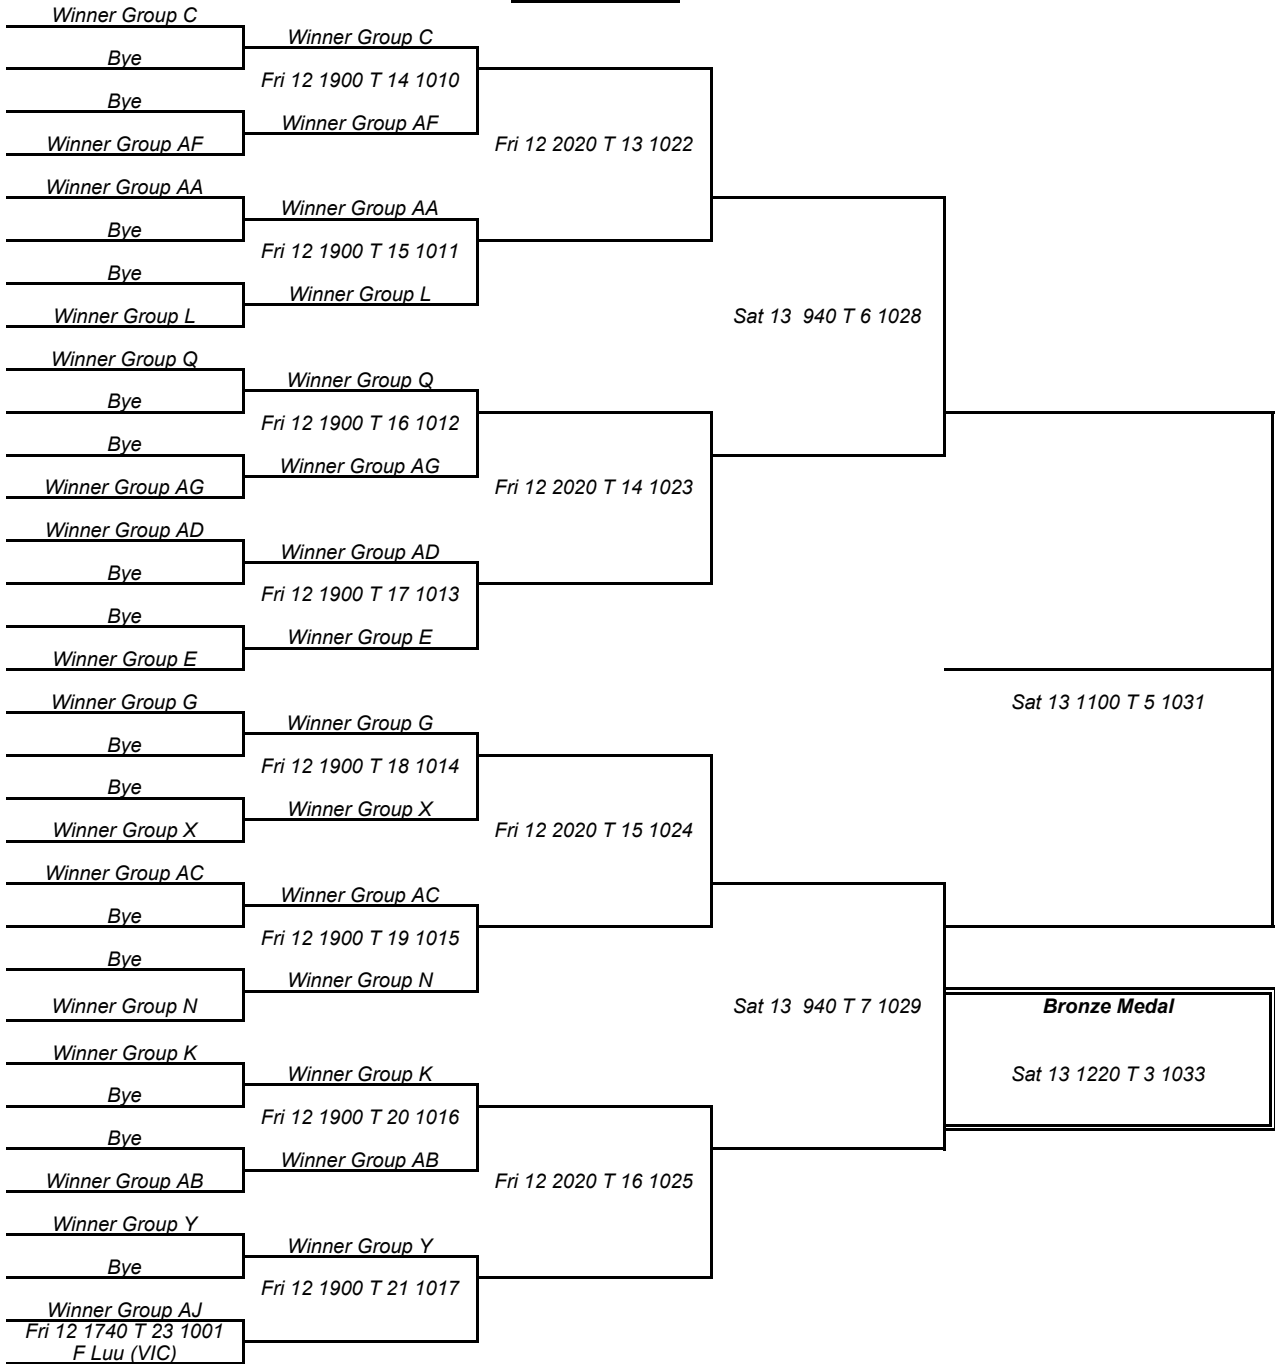 Winner Group C
Bye
Bye
Winner Group AF
Winner Group AA
Bye
Bye
Winner Group L
Winner Group Q
Bye
Bye
Winner Group AG
Winner Group AD
Bye
Bye
Winner Group E
Winner Group G
Bye
Bye
Winner Group X
Winner Group AC
Bye
Bye
Winner Group N
Winner Group K
Bye
Bye
Winner Group AB
Winner Group Y
Bye
Winner Group AJ
Fri 12 1740 T 23 1001
F Luu (VIC)
Winner Group C
Fri 12 1900 T 14 1010
Winner Group AF
Winner Group AA
Fri 12 1900 T 15 1011
Winner Group L
Winner Group Q
Fri 12 1900 T 16 1012
Winner Group AG
Winner Group AD
Fri 12 1900 T 17 1013
Winner Group E
Winner Group G
Fri 12 1900 T 18 1014
Winner Group X
Winner Group AC
Fri 12 1900 T 19 1015
Winner Group N
Winner Group K
Fri 12 1900 T 20 1016
Winner Group AB
Winner Group Y
Fri 12 1900 T 21 1017
Fri 12 2020 T 13 1022
Fri 12 2020 T 14 1023
Fri 12 2020 T 15 1024
Fri 12 2020 T 16 1025
Sat 13 940 T 6 1028
Sat 13 940 T 7 1029
Sat 13 1100 T 5 1031
Bronze Medal
Sat 13 1220 T 3 1033